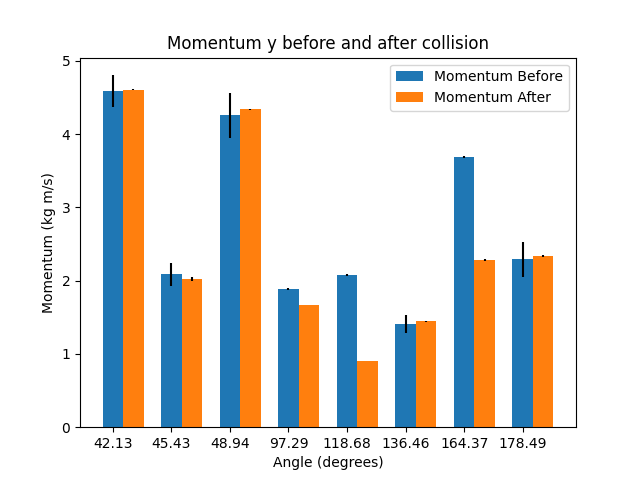 Momentum y before and after collision
Momentum Before
Momentum After
Momentum (kg m/s)
5
4
3
2
1
0
42.13 45.43 48.94 97.29 118.68 136.46 164.37 178.49
Angle (degrees)